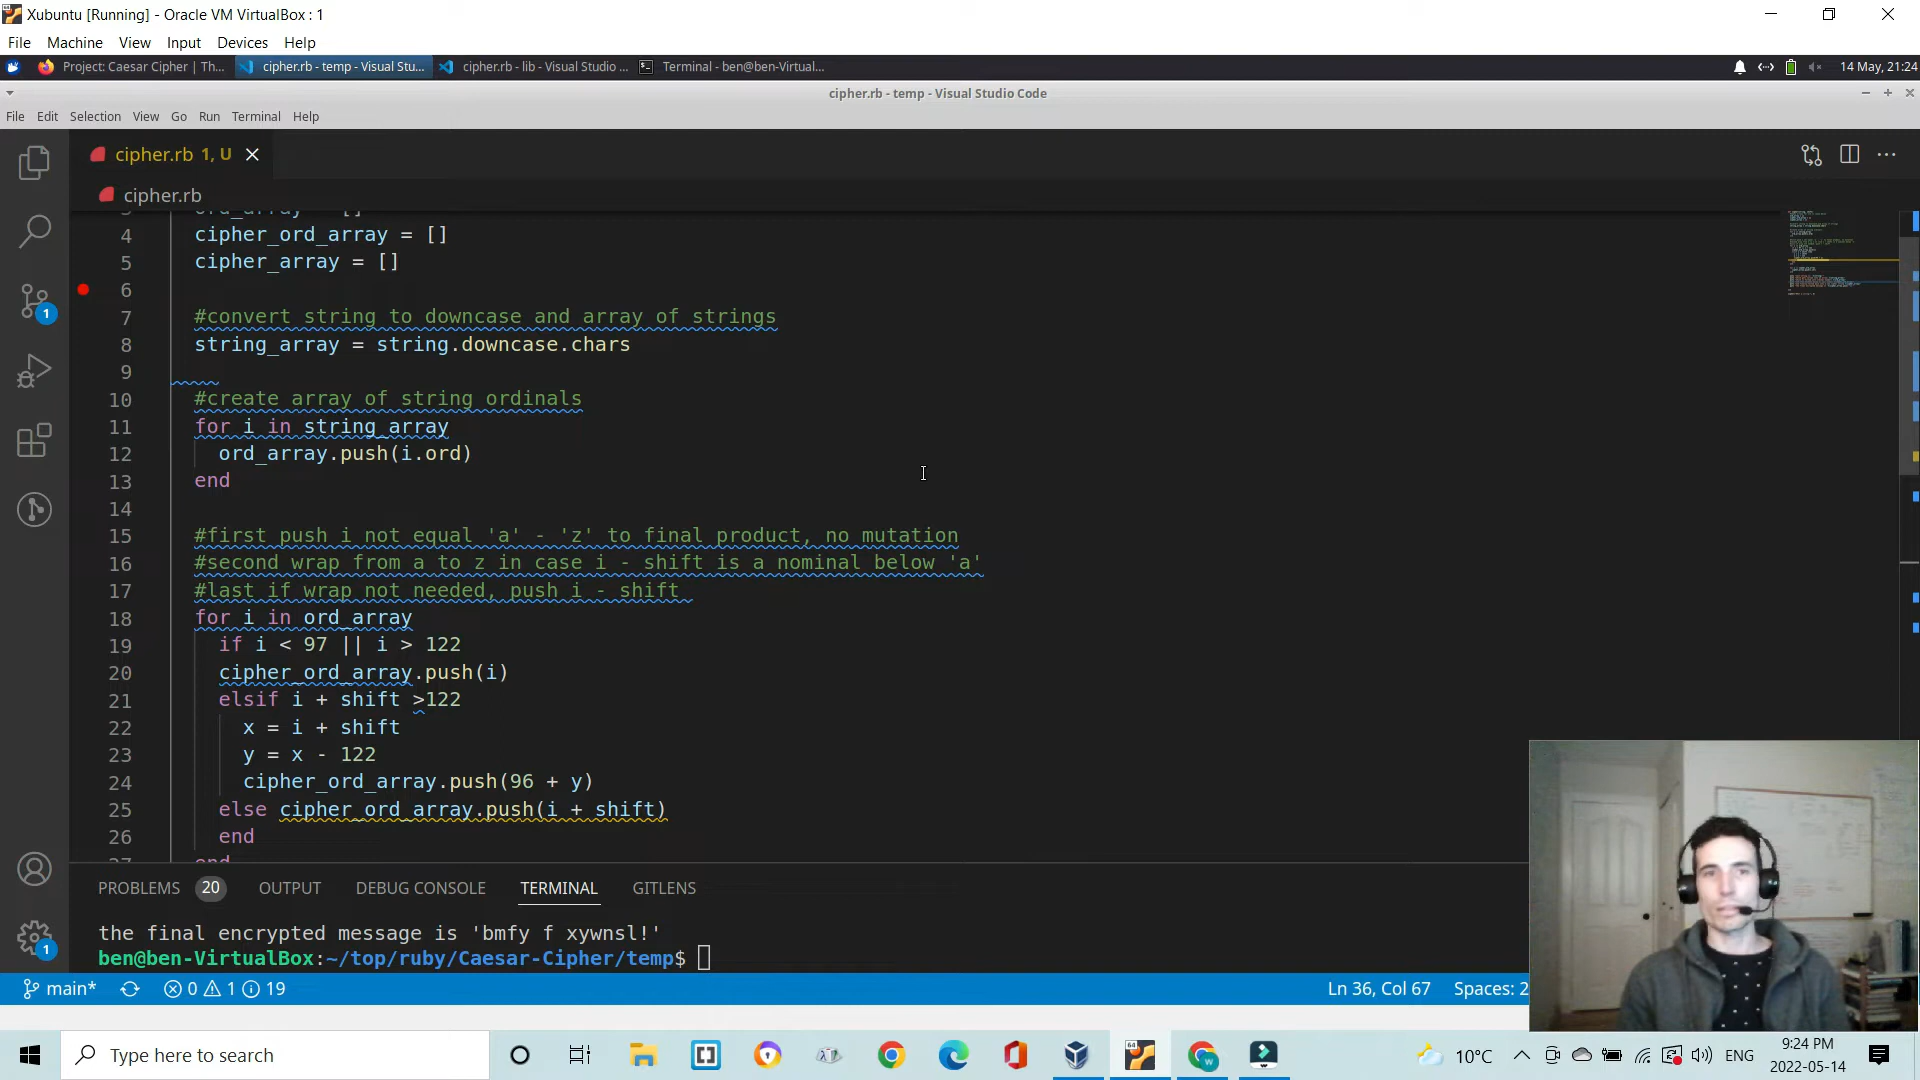 Xubuntu [Running] - Oracle VM VirtualBox : 1
File Machine View Input Devices Help
Project: Caesar Cipher | Th... cipher.rb - temp - Visual Stu... cipher.rb - lib - Visual Studio ... Terminal - ben@ben-Virtual... 14 May, 21:24
cipher.rb - temp - Visual Studio Code
File Edit Selection View Go Run Terminal Help
cipher.rb 1, U
cipher.rb
3 ord_array = []
4 cipher_ord_array = []
5 cipher_array = []
6
7 #convert string to downcase and array of strings
8 string_array = string.downcase.chars
9
10 #create array of string ordinals
11 for i in string_array
12 ord_array.push(i.ord)
13 end
14
15 #first push i not equal 'a' - 'z' to final product, no mutation
16 #second wrap from a to z in case i - shift is a nominal below 'a'
17 #last if wrap not needed, push i - shift
18 for i in ord_array
19 if i < 97 || i > 122
20 cipher_ord_array.push(i)
21 elsif i + shift >122
22 x = i + shift
23 y = x - 122
24 cipher_ord_array.push(96 + y)
25 else cipher_ord_array.push(i + shift)
26 end
27 end
1
1
PROBLEMS 20 OUTPUT DEBUG CONSOLE TERMINAL GITLENS
the final encrypted message is 'bmfy f xywnsl!'
ben@ben-VirtualBox:~/top/ruby/Caesar-Cipher/temp$
main* 0 1 19 Ln 36, Col 67 Spaces: 2
Type here to search
10°C ENG 9:24 PM
2022-05-14